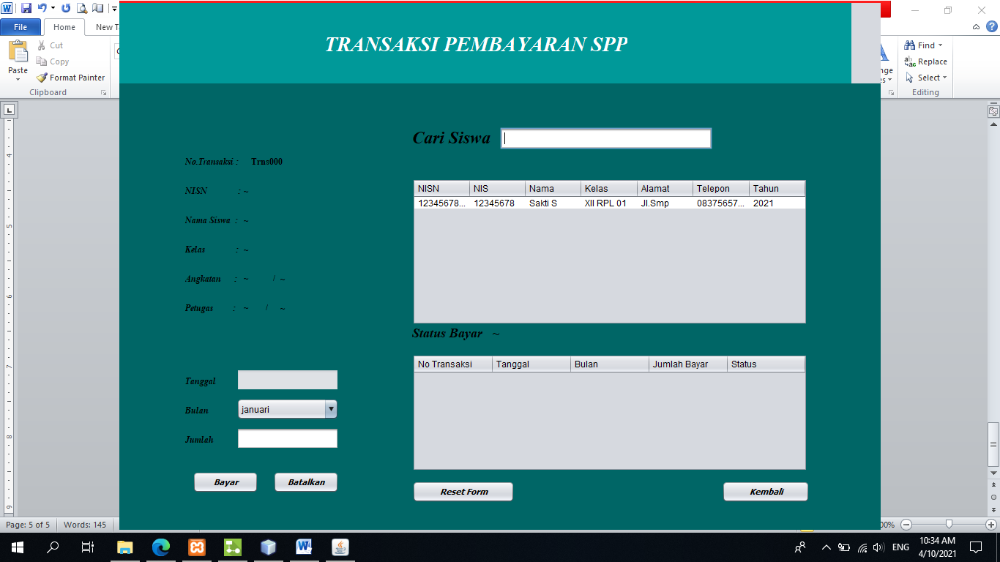 File Home New Ta
Cut
Copy
Format Painter
Paste
Clipboard
TRANSAKSI PEMBAYARAN SPP
Find
Replace
Select
Editing
Cari Siswa
No.Transaksi : Trns000
NISN : ~
Nama Siswa : ~
Kelas : ~
Angkatan : ~ / ~
Petugas : ~ / ~
NISN NIS Nama Kelas Alamat Telepon Tahun
12345678... 12345678 Sakti S XII RPL 01 Jl.Smp 08375657... 2021
Status Bayar ~
No Transaksi Tanggal Bulan Jumlah Bayar Status
Tanggal
Bulan januari
Jumlah
Bayar Batalkan
Reset Form Kembali
Page: 5 of 5 Words: 145
ENG
10:34 AM
4/10/2021